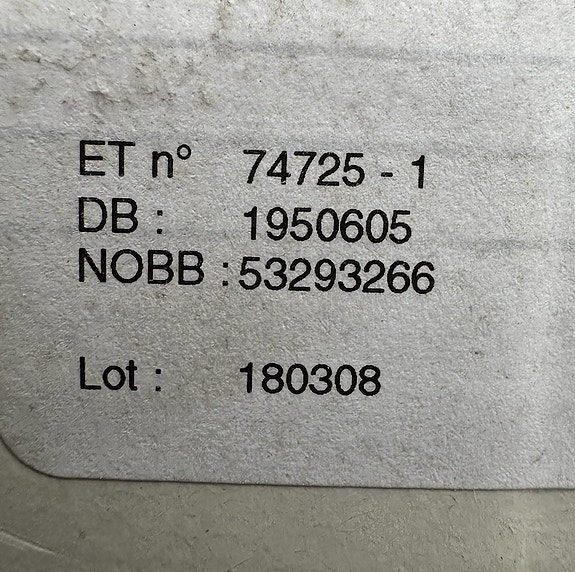 ET n° 74725 - 1
DB : 1950605
NOBB : 53293266
Lot : 180308